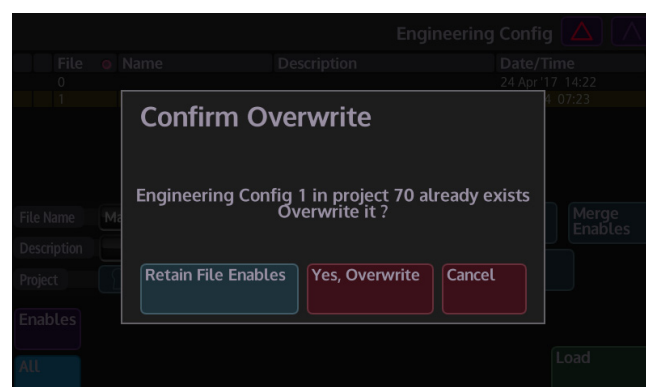 Engineering Config
File Name Description Date/Time
0 24 Apr '17 14:22
1 07:23
Confirm Overwrite
Engineering Config 1 in project 70 already exists
Overwrite it ?
File Name Ma
Merge
Enables
Description
Project
Retain File Enables Yes, Overwrite Cancel
Enables
All
Load